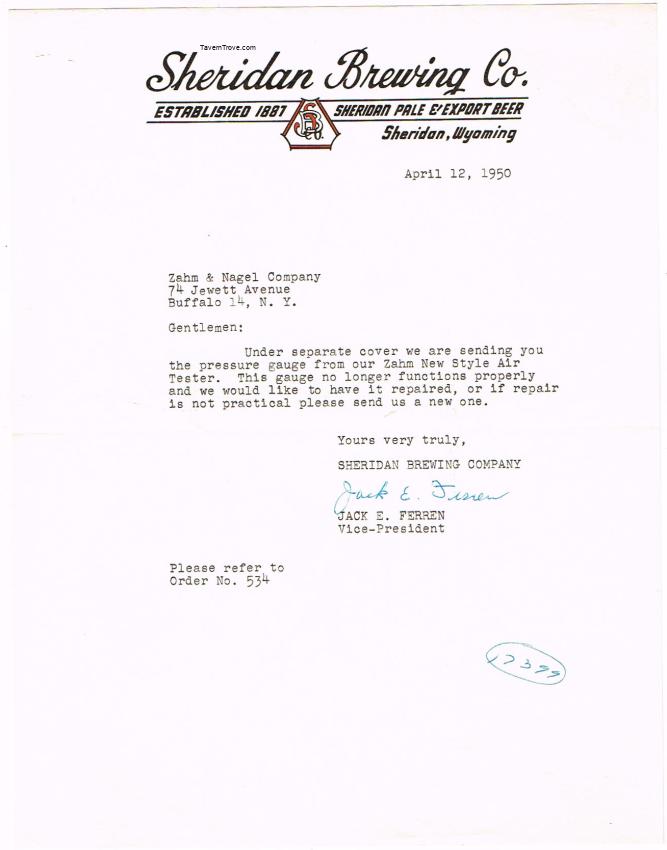 TavernTrove.com
Sheridan Brewing Co.
ESTABLISHED 1887 SBCO. SHERIDAN PALE & EXPORT BEER
Sheridan, Wyoming
April 12, 1950
Zahm & Nagel Company
74 Jewett Avenue
Buffalo 14, N. Y.
Gentlemen:
Under separate cover we are sending you
the pressure gauge from our Zahm New Style Air
Tester. This gauge no longer functions properly
and we would like to have it repaired, or if repair
is not practical please send us a new one.
Yours very truly,
SHERIDAN BREWING COMPANY
Jack E. Ferren
JACK E. FERREN
Vice-President
Please refer to
Order No. 534
17399